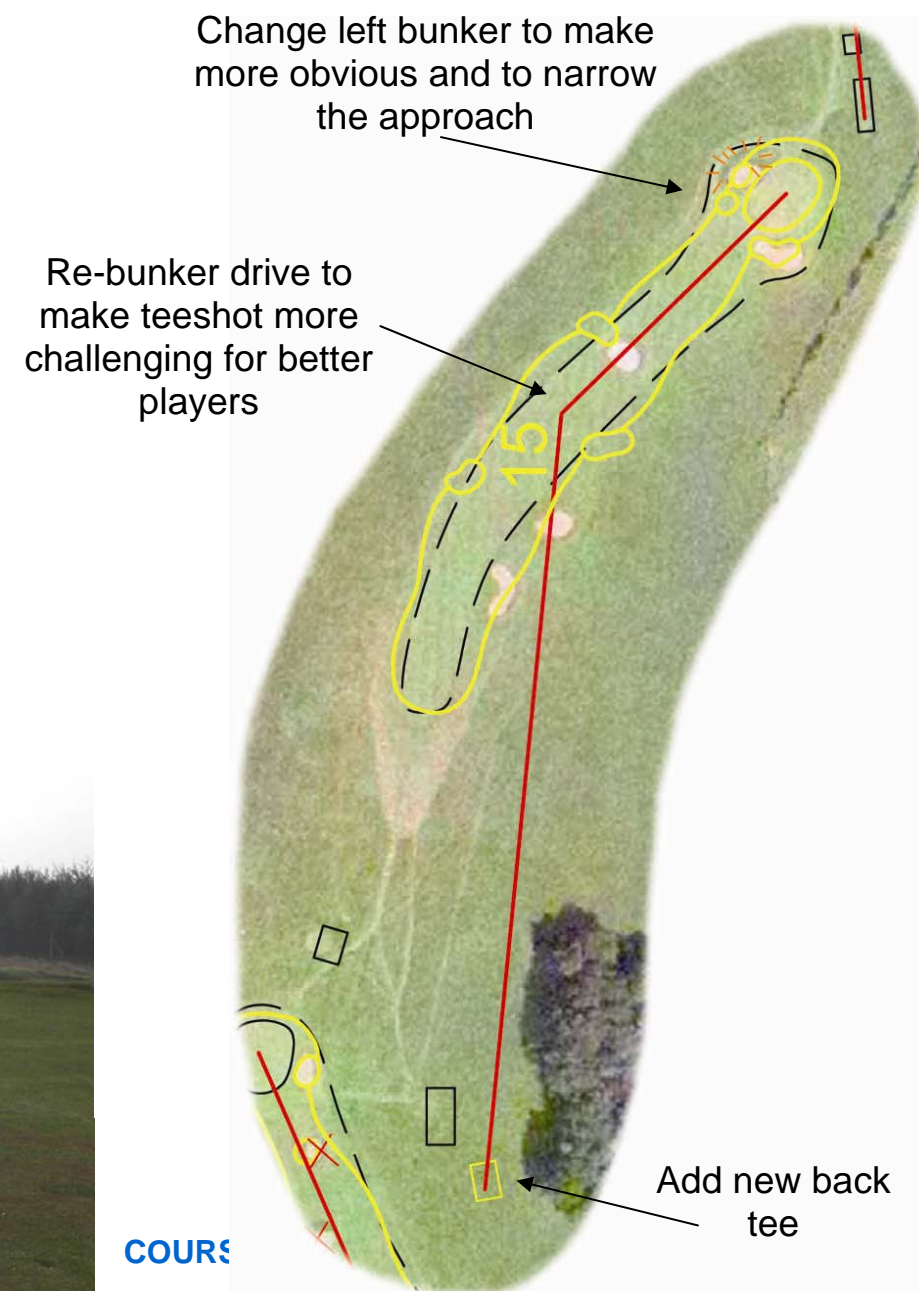 Change left bunker to make
more obvious and to narrow
the approach
Re-bunker drive to
make teeshot more
challenging for better
players
15
Add new back
tee
COURS